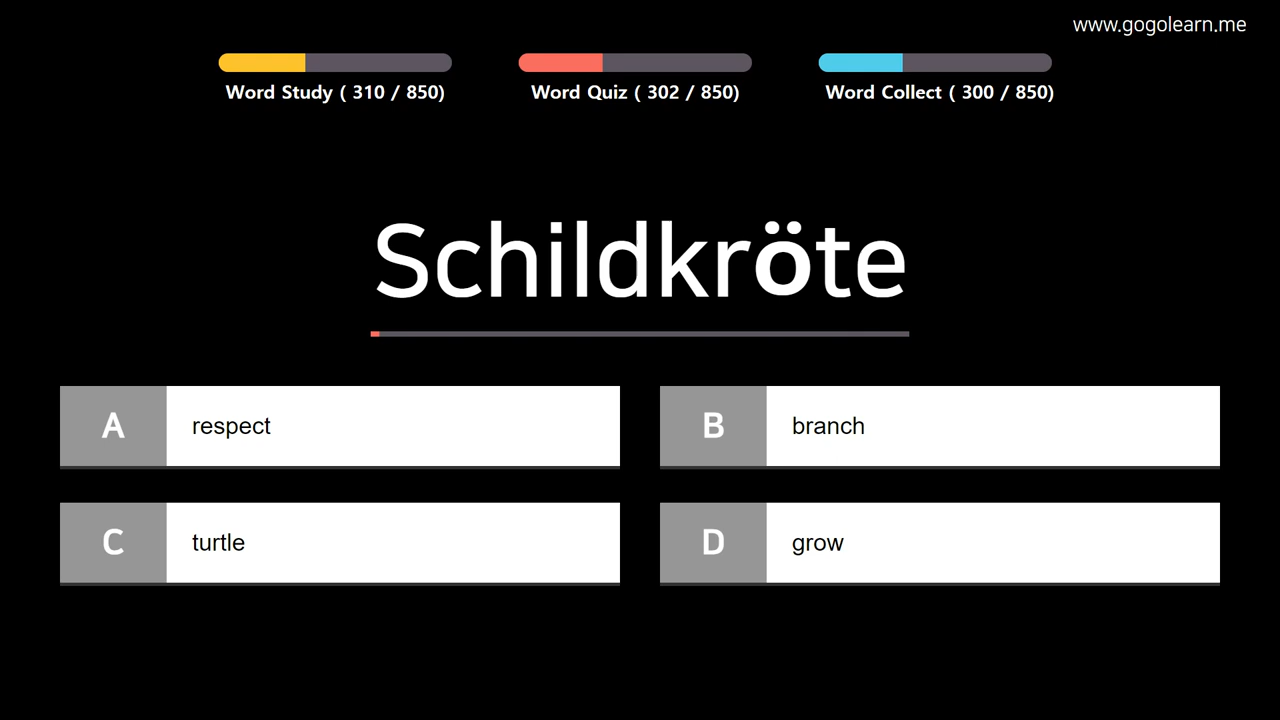 www.gogolearn.me
Word Study ( 310 / 850)
Word Quiz ( 302 / 850)
Word Collect ( 300 / 850)
Schildkröte
A respect
B branch
C turtle
D grow